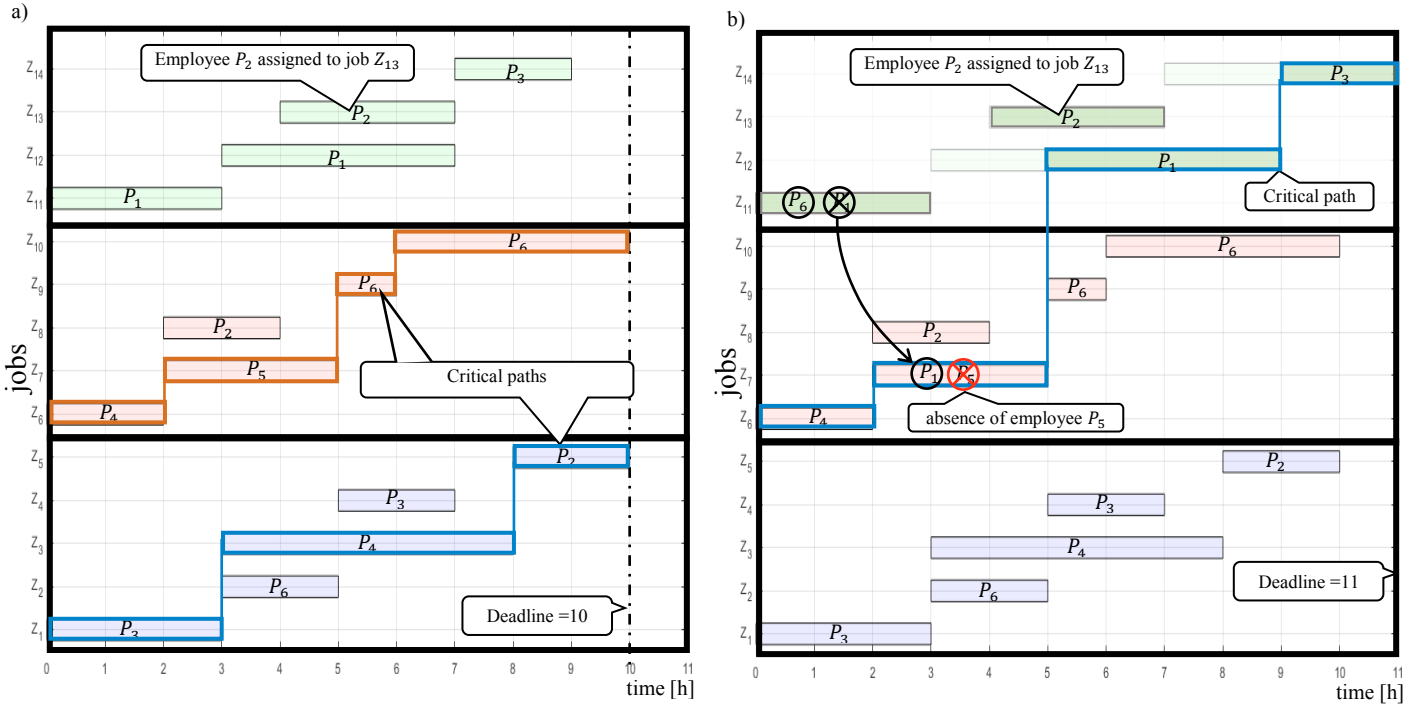 a)
Employee P₂ assigned to job Z₁₃
Z₁₄
P₃
Z₁₃
P₂
Z₁₂
P₁
Z₁₁
P₁
Z₁₀
P₆
Z₉
P₆
Z₈
P₂
Critical paths
Z₇
P₅
Z₆
P₄
Z₅
P₂
Z₄
P₃
Z₃
P₄
Z₂
P₆
Deadline =10
Z₁
P₃
jobs
0 1 2 3 4 5 6 7 8 9 10 11
time [h]
b)
Employee P₂ assigned to job Z₁₃
Z₁₄
P₃
Z₁₃
P₂
Z₁₂
P₁
Critical path
Z₁₁
P₆ P₁
Z₁₀
P₆
Z₉
P₆
Z₈
P₂
Z₇
P₁ P₅
absence of employee P₅
Z₆
P₄
Z₅
P₂
Z₄
P₃
Z₃
P₄
Deadline =11
Z₂
P₆
Z₁
P₃
jobs
0 1 2 3 4 5 6 7 8 9 10 11
time [h]